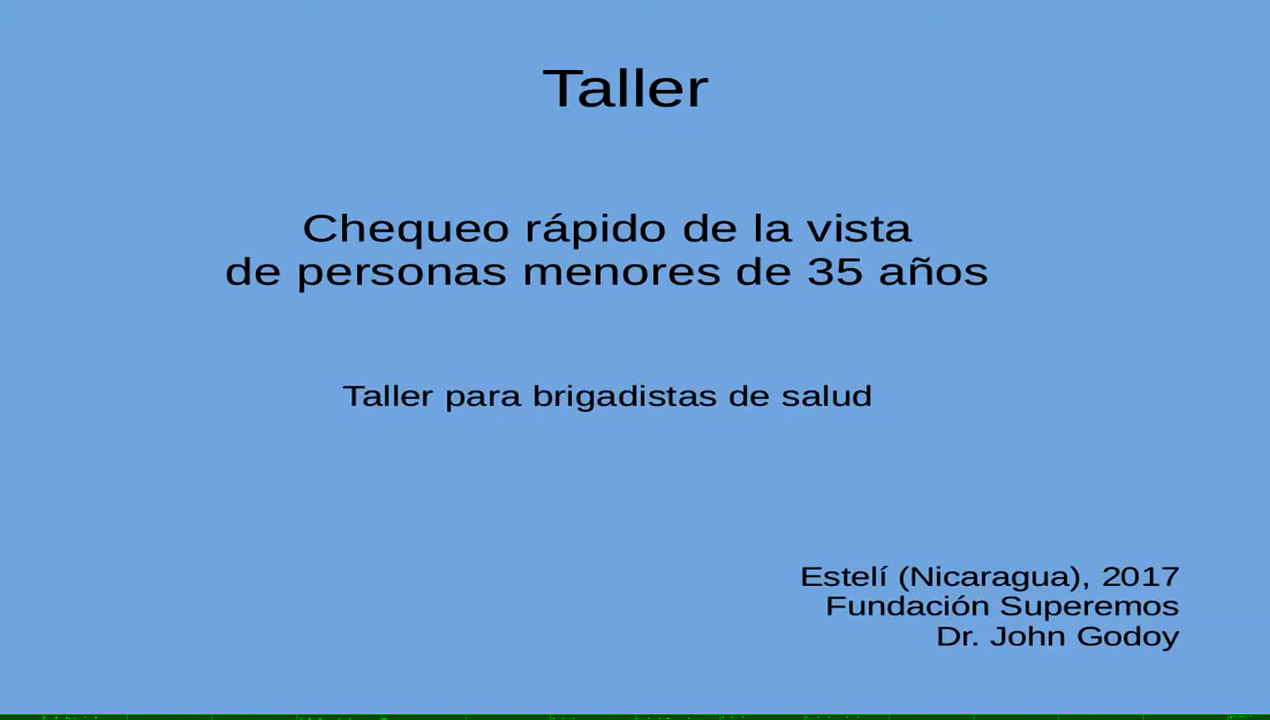 Taller
Chequeo rápido de la vista
de personas menores de 35 años
Taller para brigadistas de salud
Estelí (Nicaragua), 2017
Fundación Superemos
Dr. John Godoy